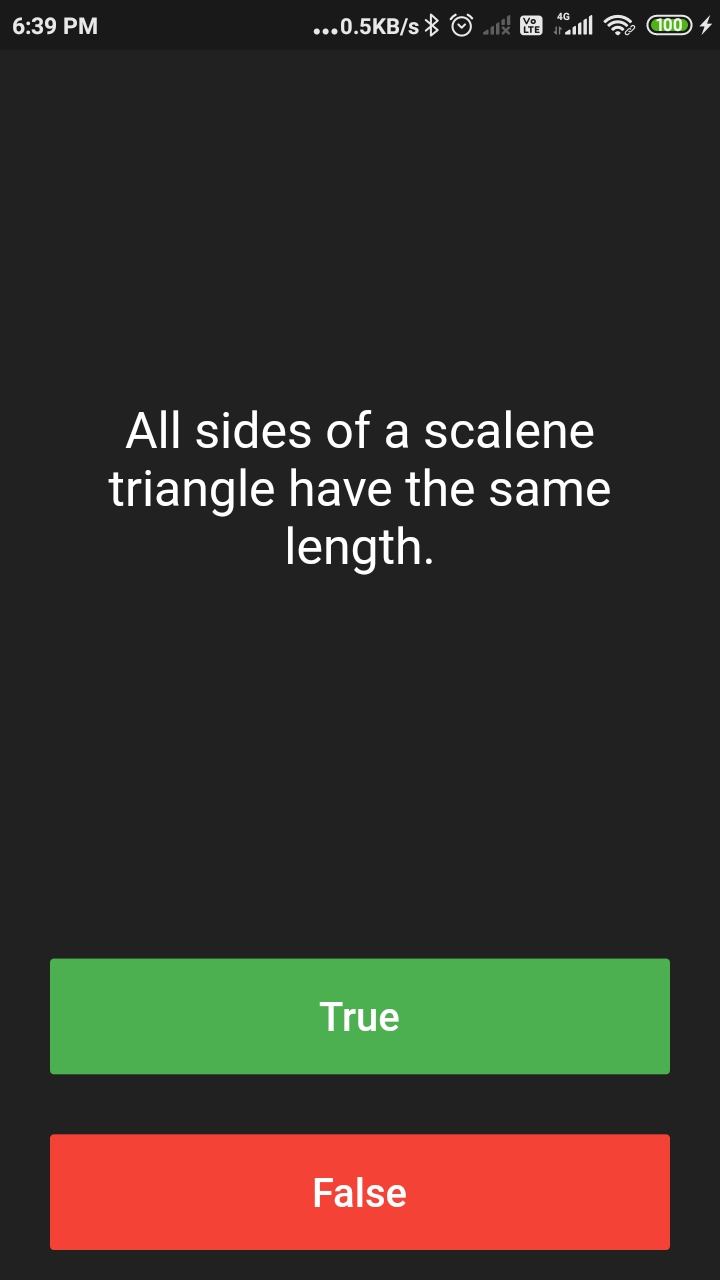 6:39 PM ...0.5KB/s Vo LTE 4G 100
All sides of a scalene
triangle have the same
length.
True
False